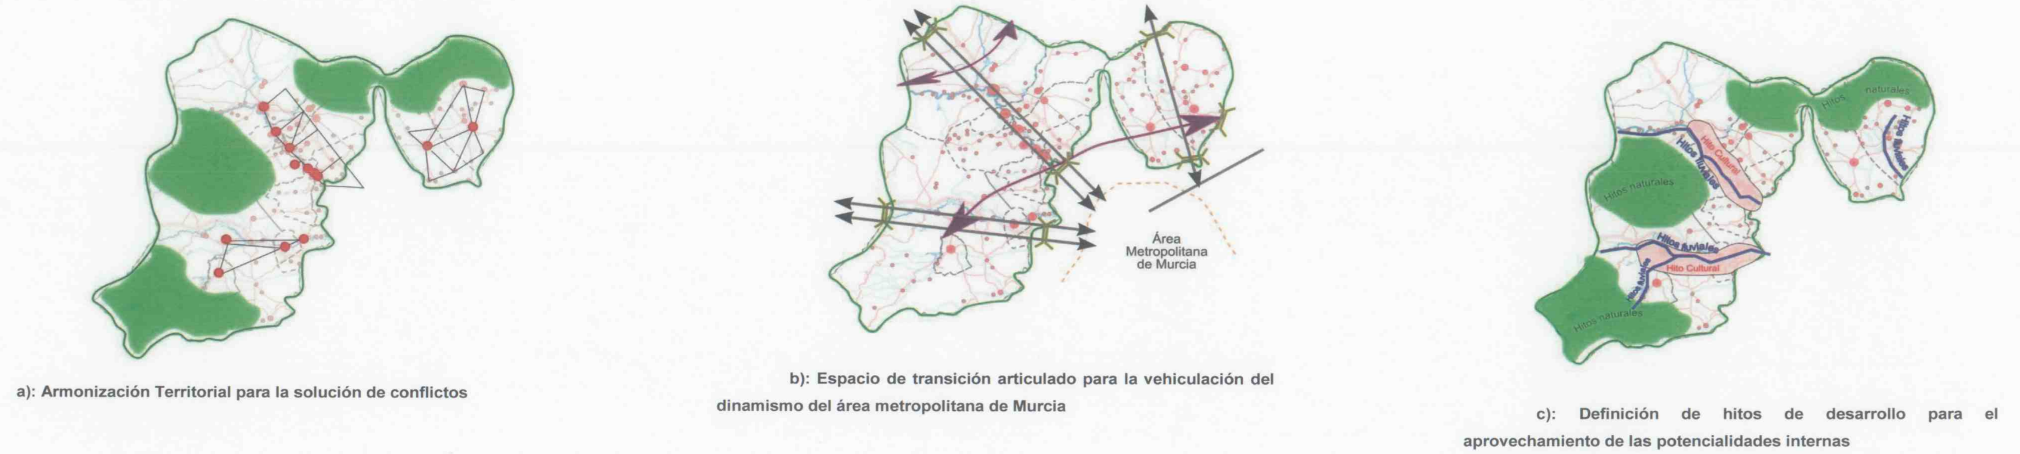 a): Armonización Territorial para la solución de conflictos
Área
Metropolitana
de Murcia
b): Espacio de transición articulado para la vehiculación del
dinamismo del área metropolitana de Murcia
Hitos naturales
Hitos fluviales
Hito Cultural
Hitos fluviales
Hitos naturales
Hitos fluviales
Hito Cultural
Hitos fluviales
Hitos naturales
c): Definición de hitos de desarrollo para el
aprovechamiento de las potencialidades internas